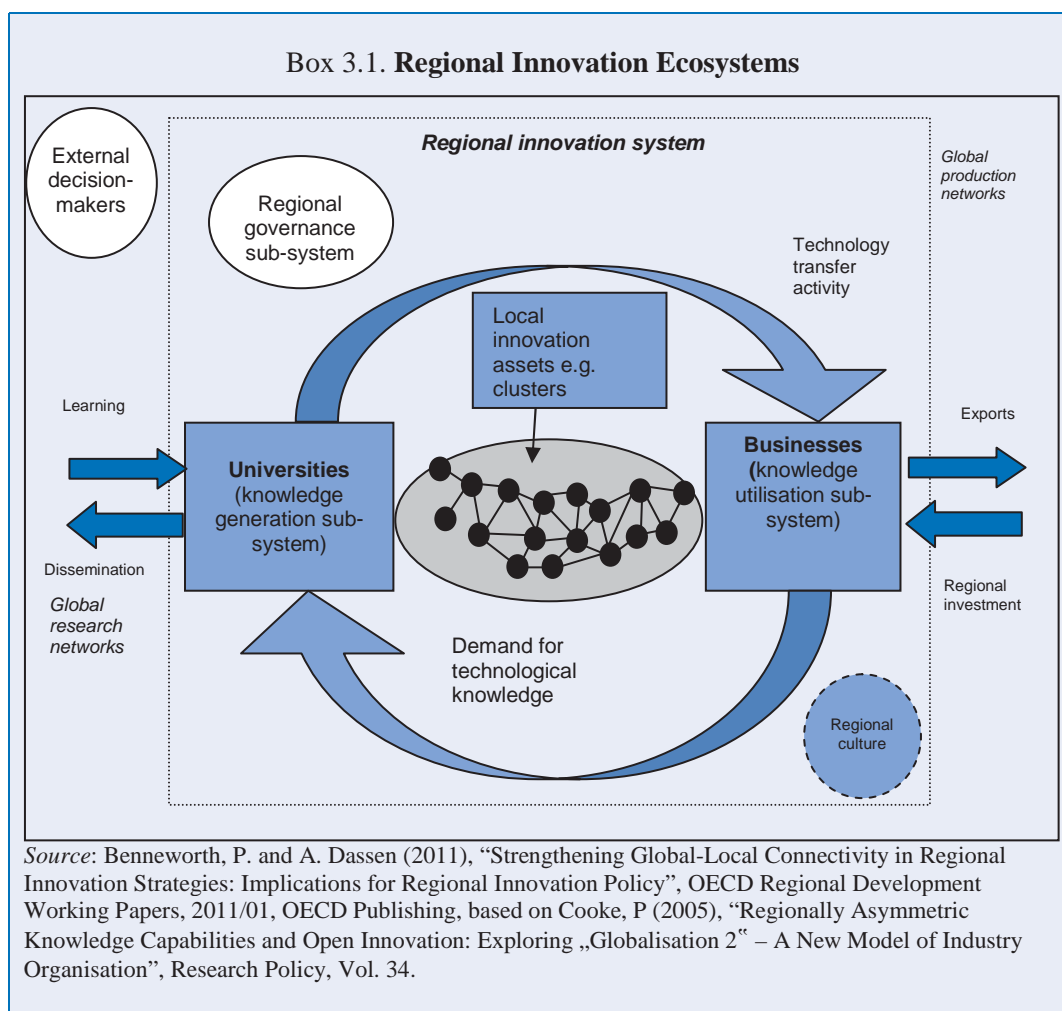 Box 3.1. Regional Innovation Ecosystems
External
decision-
makers
Regional innovation system
Global
production
networks
Regional
governance
sub-system
Technology
transfer
activity
Local
innovation
assets e.g.
clusters
Learning
Universities
(knowledge
generation sub-
system)
Businesses
(knowledge
utilisation sub-
system)
Exports
Dissemination
Global
research
networks
Regional
investment
Demand for
technological
knowledge
Regional
culture
Source: Benneworth, P. and A. Dassen (2011), “Strengthening Global-Local Connectivity in Regional
Innovation Strategies: Implications for Regional Innovation Policy”, OECD Regional Development
Working Papers, 2011/01, OECD Publishing, based on Cooke, P (2005), “Regionally Asymmetric
Knowledge Capabilities and Open Innovation: Exploring „Globalisation 2‟ – A New Model of Industry
Organisation”, Research Policy, Vol. 34.